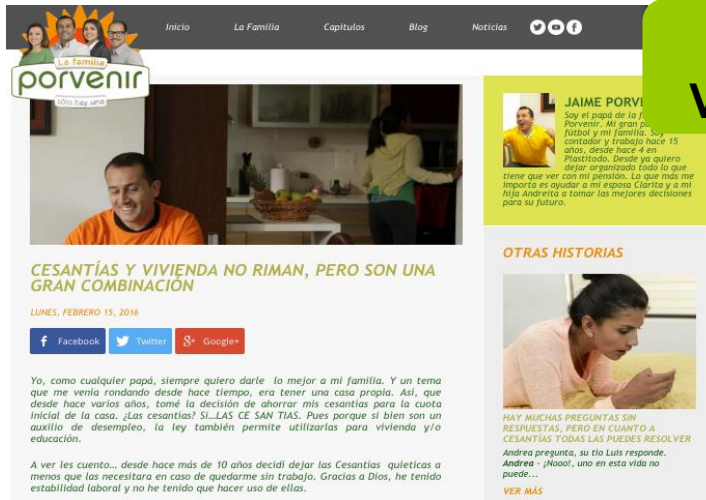 Inicio La Familia Capitulos Blog Noticias
La familia
porvenir
sólo hay una
CESANTÍAS Y VIVIENDA NO RIMAN, PERO SON UNA
GRAN COMBINACIÓN
LUNES, FEBRERO 15, 2016
Facebook Twitter Google+
Yo, como cualquier papá, siempre quiero darle lo mejor a mi familia. Y un tema
que me venía rondando desde hace tiempo, era tener una casa propia. Así, que
desde hace varios años, tomé la decisión de ahorrar mis cesantías para la cuota
inicial de la casa. ¿Las cesantías? Si…LAS CE SAN TIAS. Pues porque si bien son un
auxilio de desempleo, la ley también permite utilizarlas para vivienda y/o
educación.
A ver les cuento… desde hace más de 10 años decidí dejar las Cesantías quieticas a
menos que las necesitara en caso de quedarme sin trabajo. Gracias a Dios, he tenido
estabilidad laboral y no he tenido que hacer uso de ellas.
JAIME
Soy el papá de la
Porvenir. Mi gran
fútbol y mi familia. Soy
contador y trabajo hace 15
años, desde hace 4 en
Plastitodo. Desde ya quiero
dejar organizado todo lo que
tiene que ver con mi pensión. Lo que más me
importa es ayudar a mi esposa Clarita y a mi
hija Andreita a tomar las mejores decisiones
para su futuro.
OTRAS HISTORIAS
HAY MUCHAS PREGUNTAS SIN
RESPUESTAS, PERO EN CUANTO A
CESANTÍAS TODAS LAS PUEDES RESOLVER
Andrea pregunta, su tío Luis responde.
Andrea - ¡Nooo!, uno en esta vida no
puede...
VER MÁS